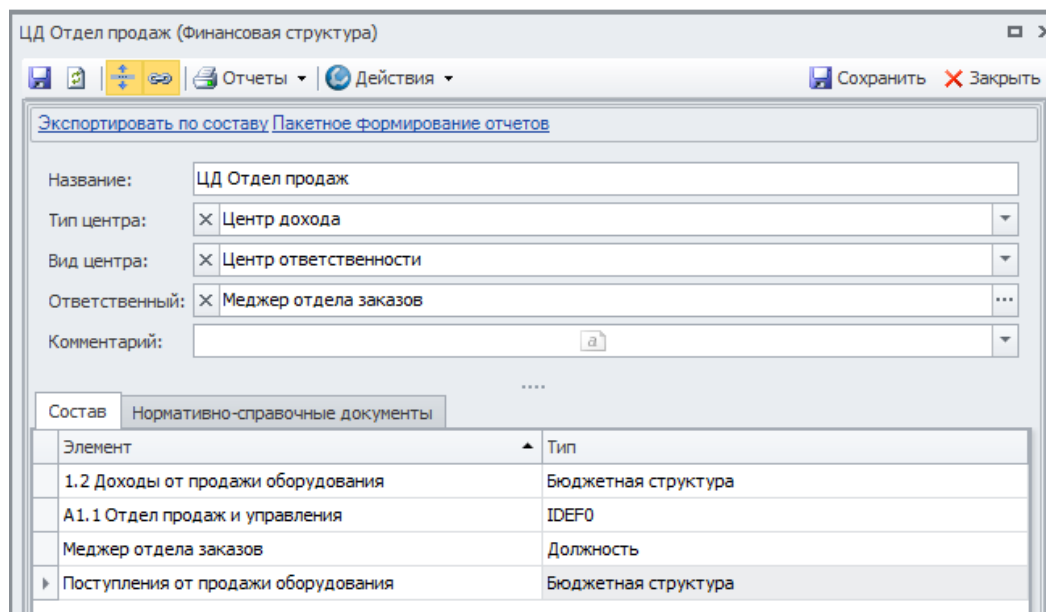 ЦД Отдел продаж (Финансовая структура)
Отчеты Действия Сохранить Закрыть
Экспортировать по составу Пакетное формирование отчетов
Название: ЦД Отдел продаж
Тип центра: Центр дохода
Вид центра: Центр ответственности
Ответственный: Меджер отдела заказов
Комментарий: a
Состав Нормативно-справочные документы
Элемент Тип
1.2 Доходы от продажи оборудования Бюджетная структура
A1.1 Отдел продаж и управления IDEF0
Меджер отдела заказов Должность
Поступления от продажи оборудования Бюджетная структура